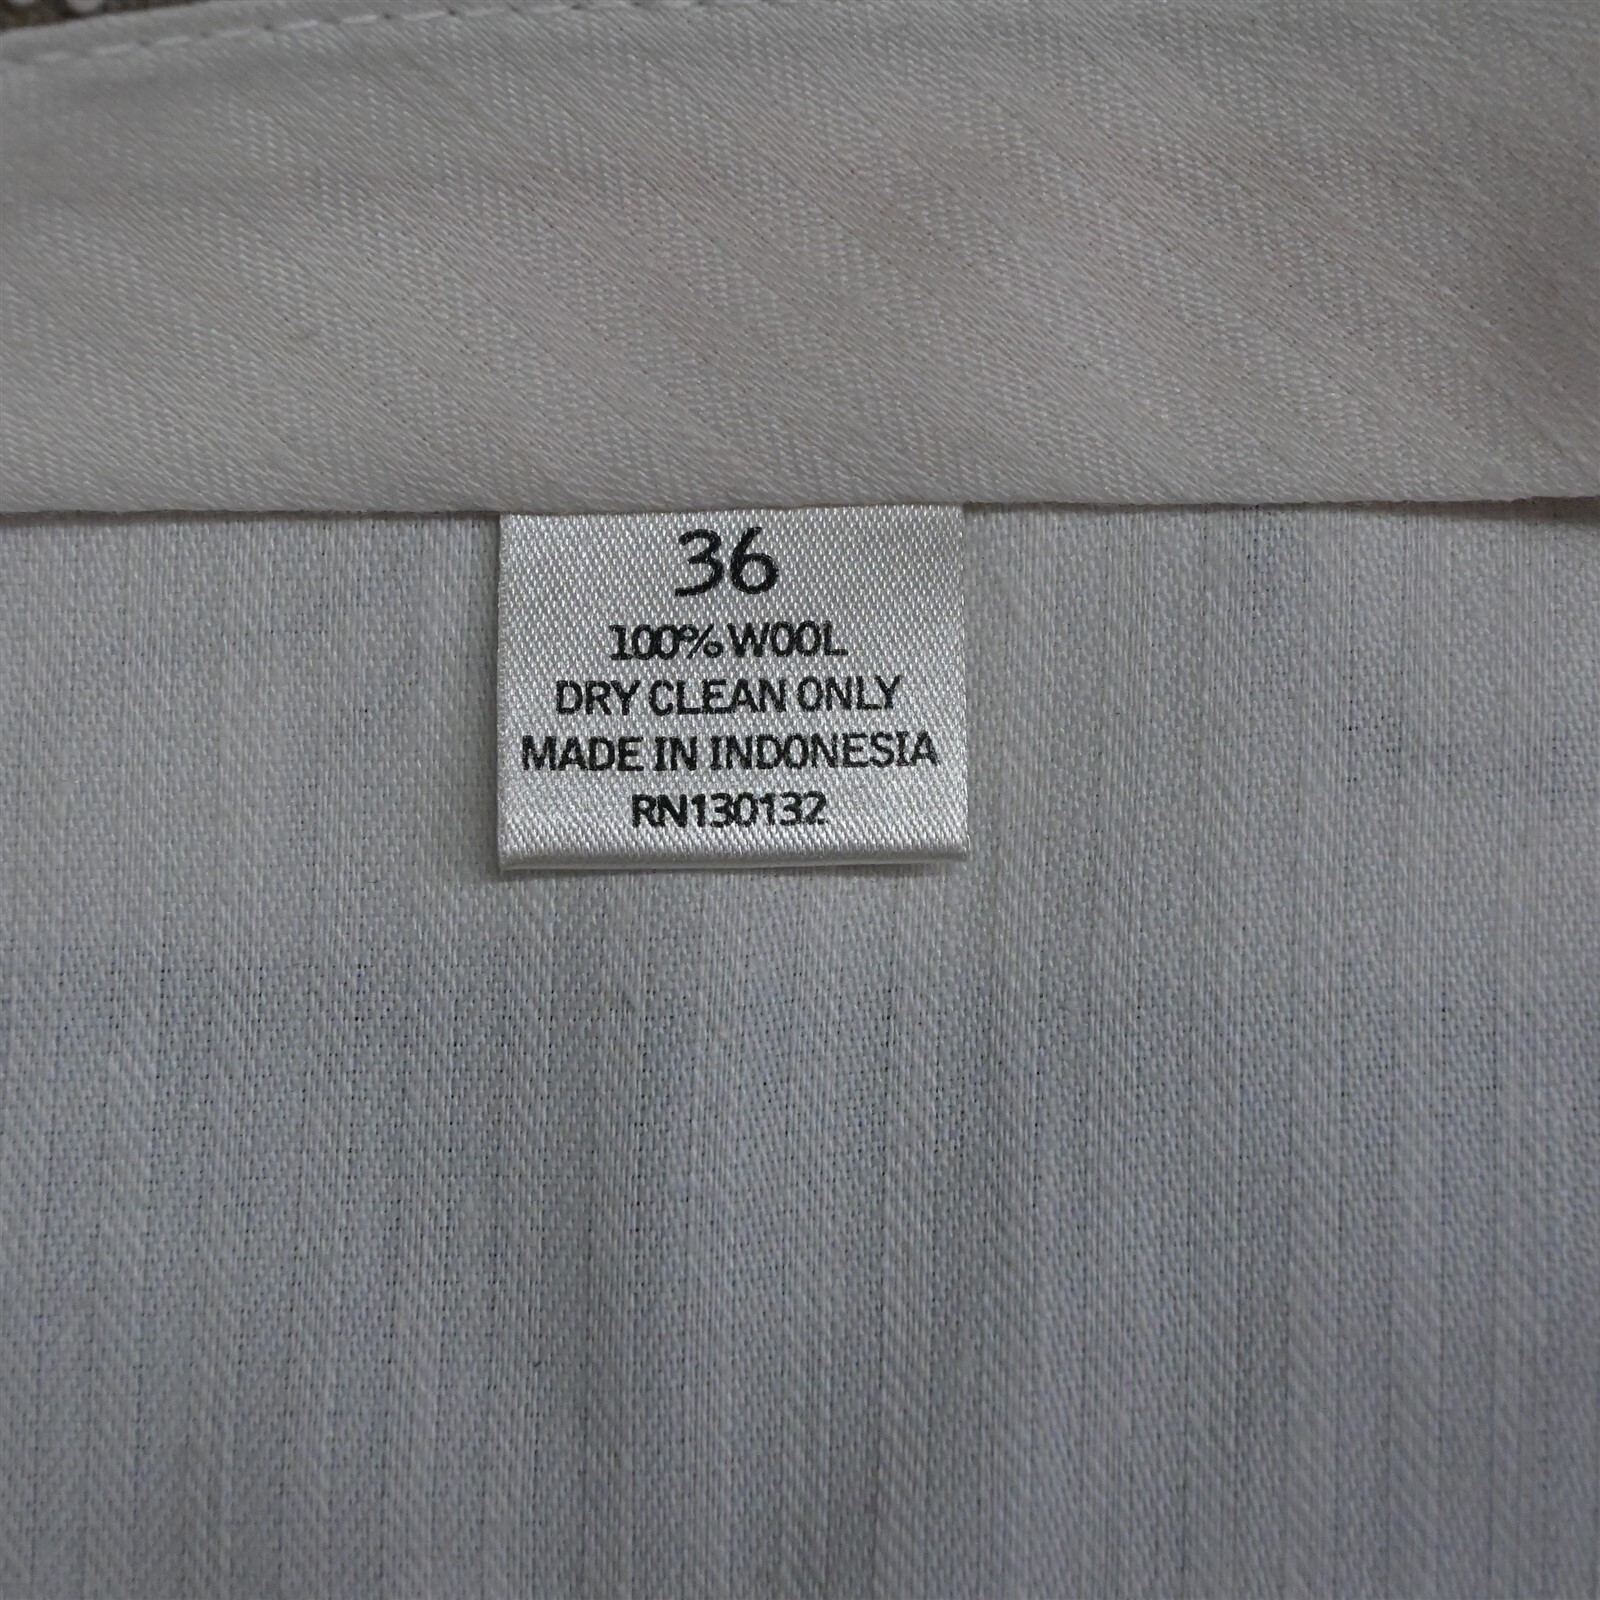 36
100% WOOL
DRY CLEAN ONLY
MADE IN INDONESIA
RN130132